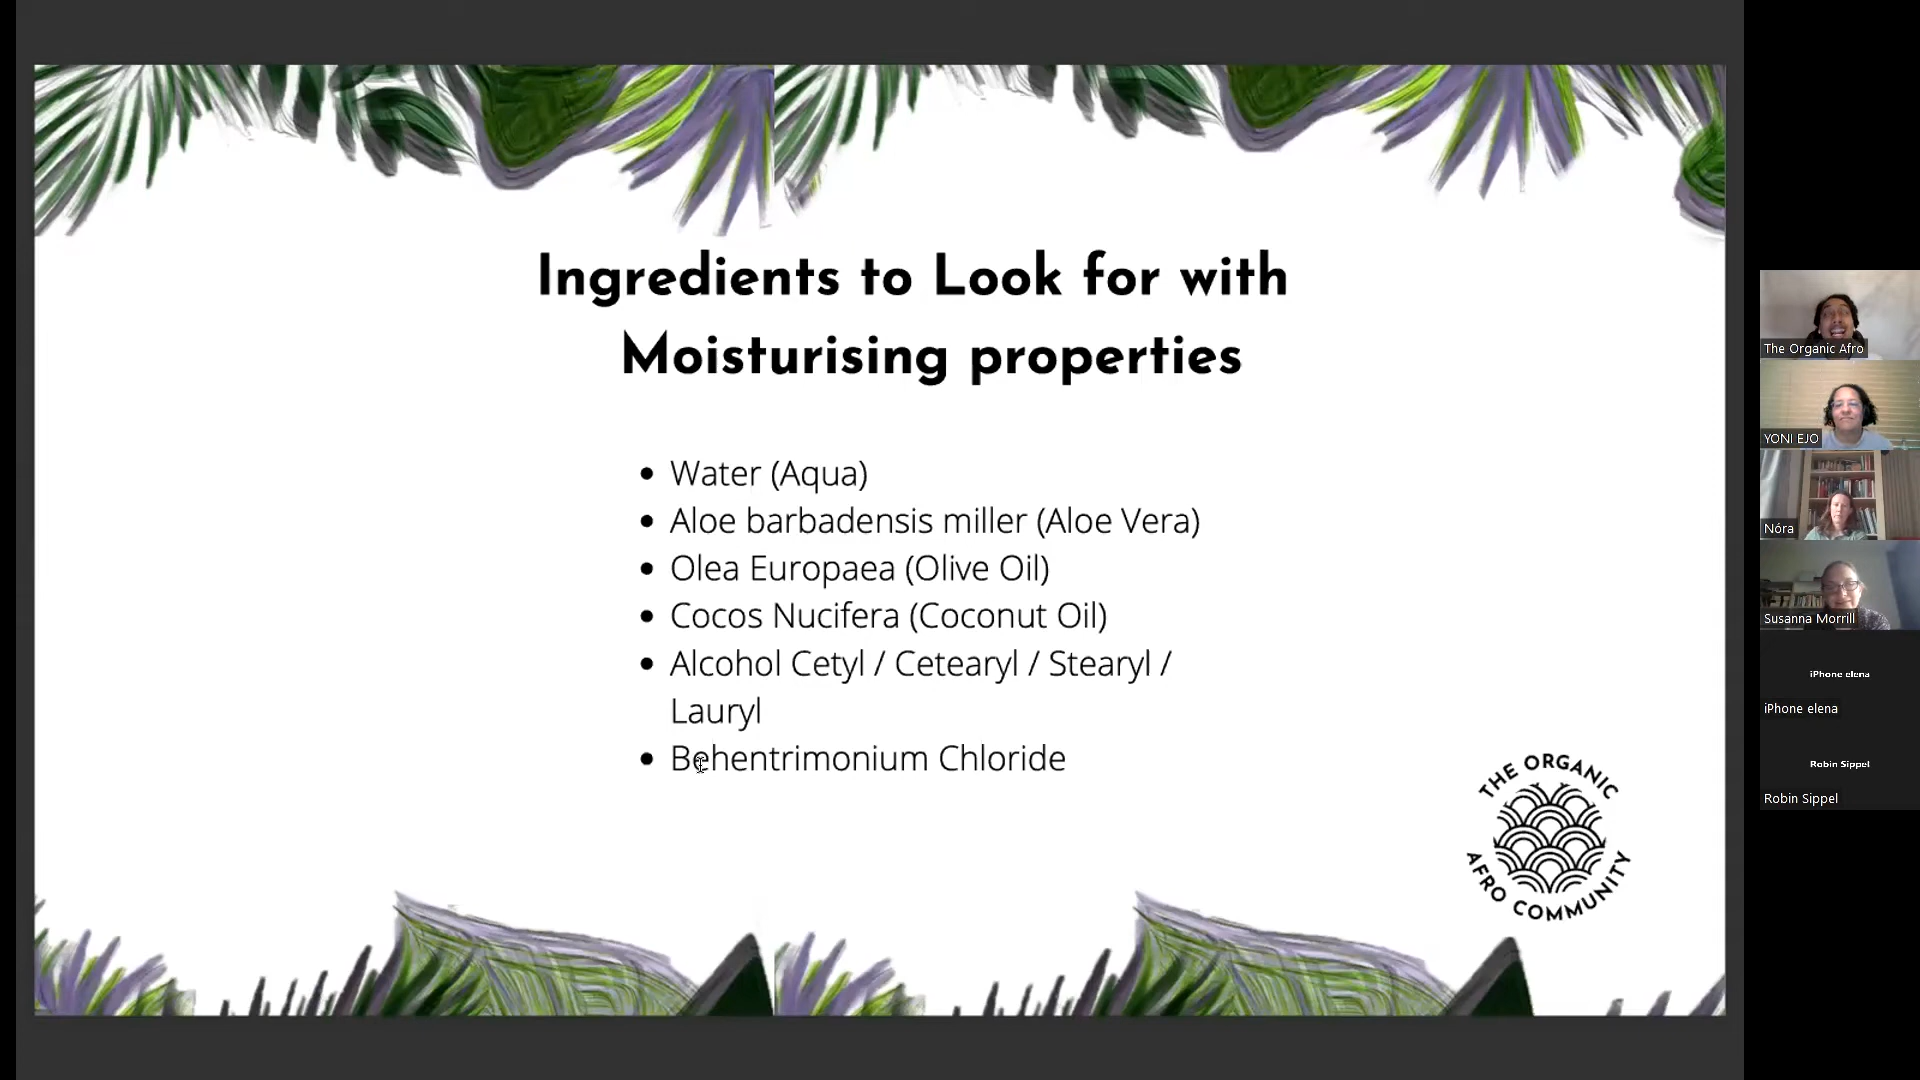 Ingredients to Look for with
Moisturising properties
• Water (Aqua)
• Aloe barbadensis miller (Aloe Vera)
• Olea Europaea (Olive Oil)
• Cocos Nucifera (Coconut Oil)
• Alcohol Cetyl / Cetearyl / Stearyl /
Lauryl
• Behentrimonium Chloride
THE ORGANIC
AFRO COMMUNITY
The Organic Afro
YONI EJO
Nóra
Susanna Morrill
iPhone elena
iPhone elena
Robin Sippel
Robin Sippel